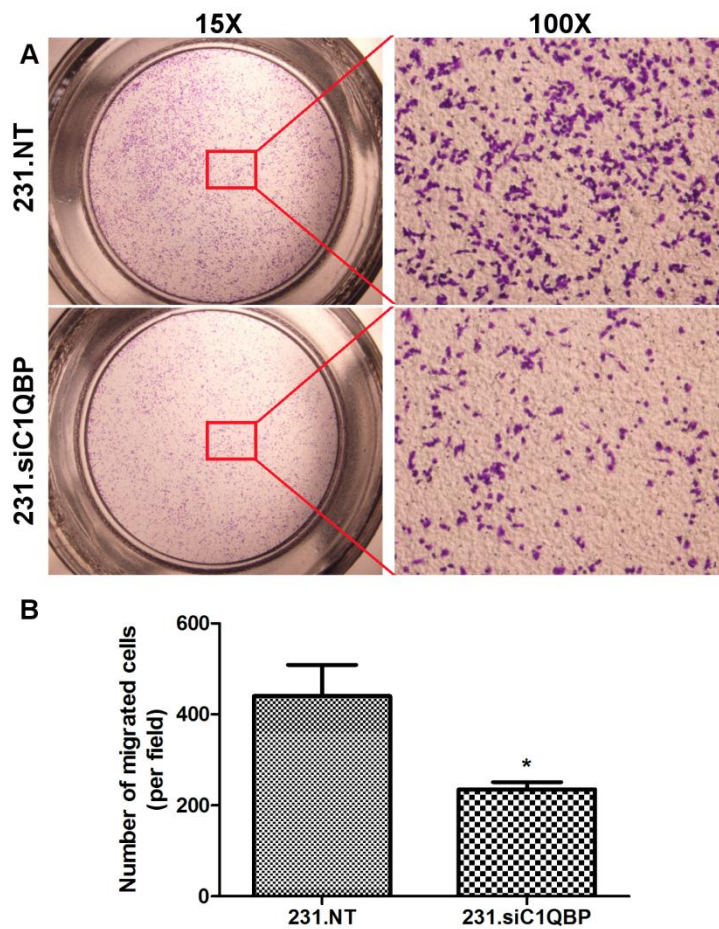 15X 100X
A
231.NT
231.siC1QBP
B
Number of migrated cells
(per field)
600
400
200
0
*
231.NT 231.siC1QBP